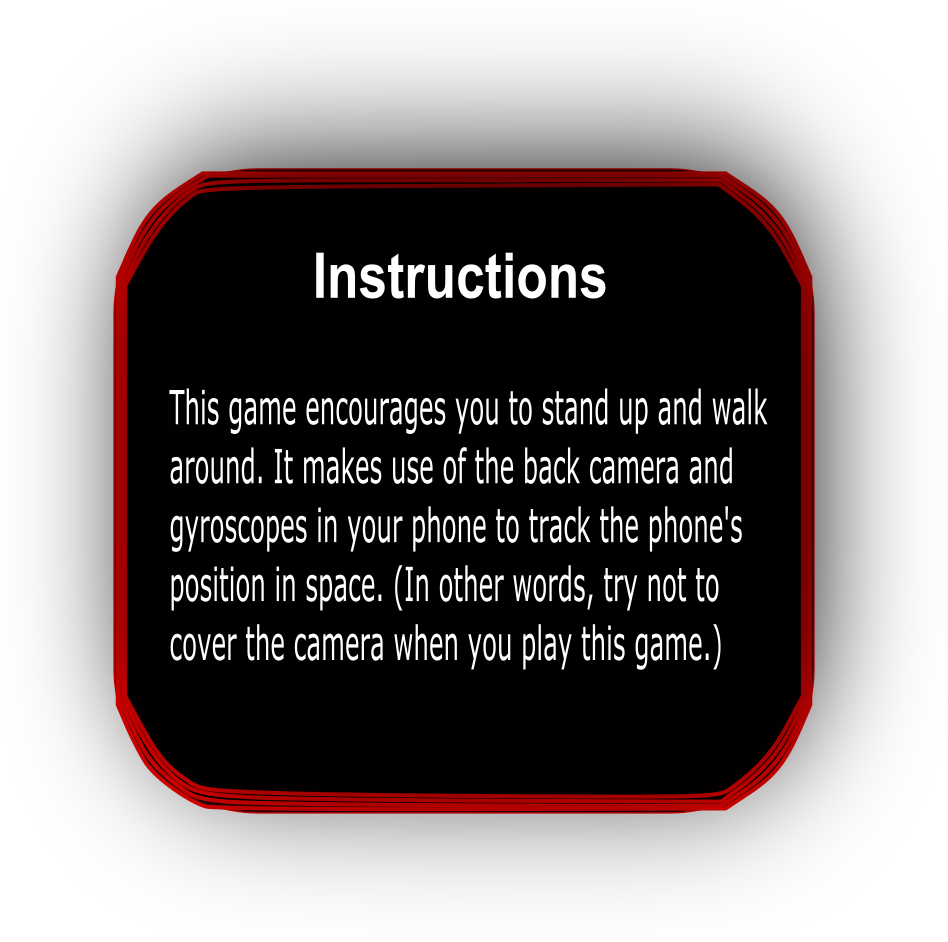 Instructions
This game encourages you to stand up and walk
around. It makes use of the back camera and
gyroscopes in your phone to track the phone's
position in space. (In other words, try not to
cover the camera when you play this game.)